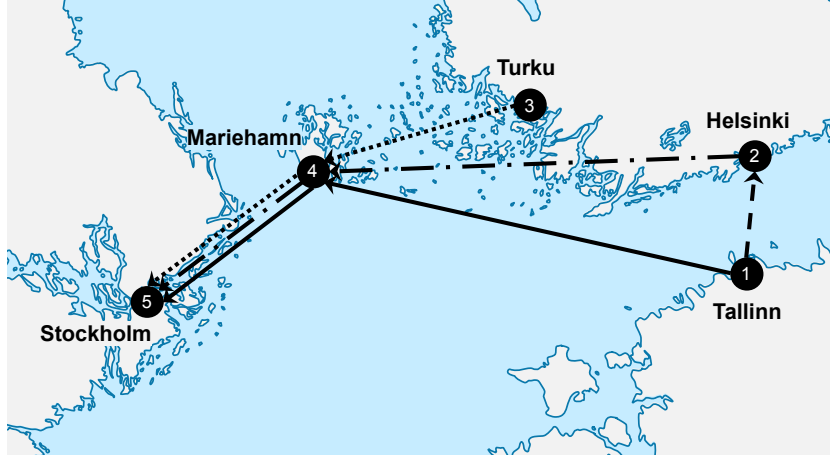 Turku
3
Helsinki
Mariehamn
2
4
1
5
Tallinn
Stockholm